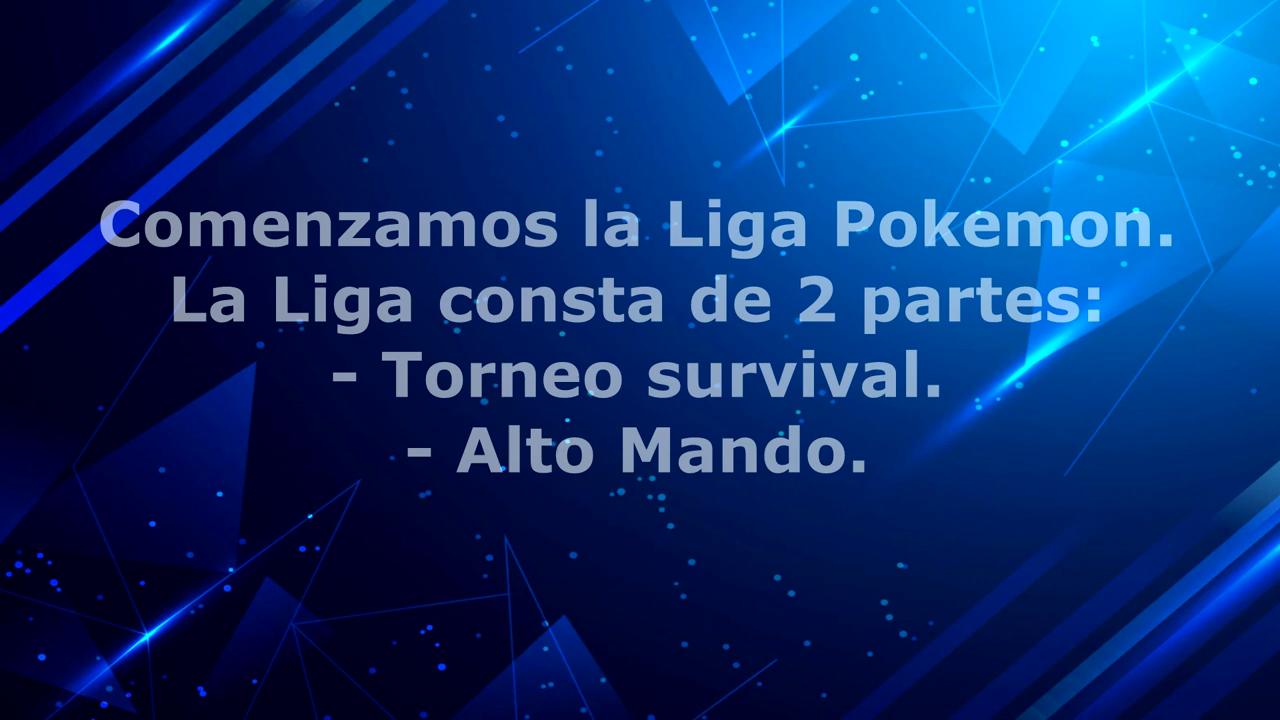 Comenzamos la Liga Pokemon.
La Liga consta de 2 partes:
- Torneo survival.
- Alto Mando.